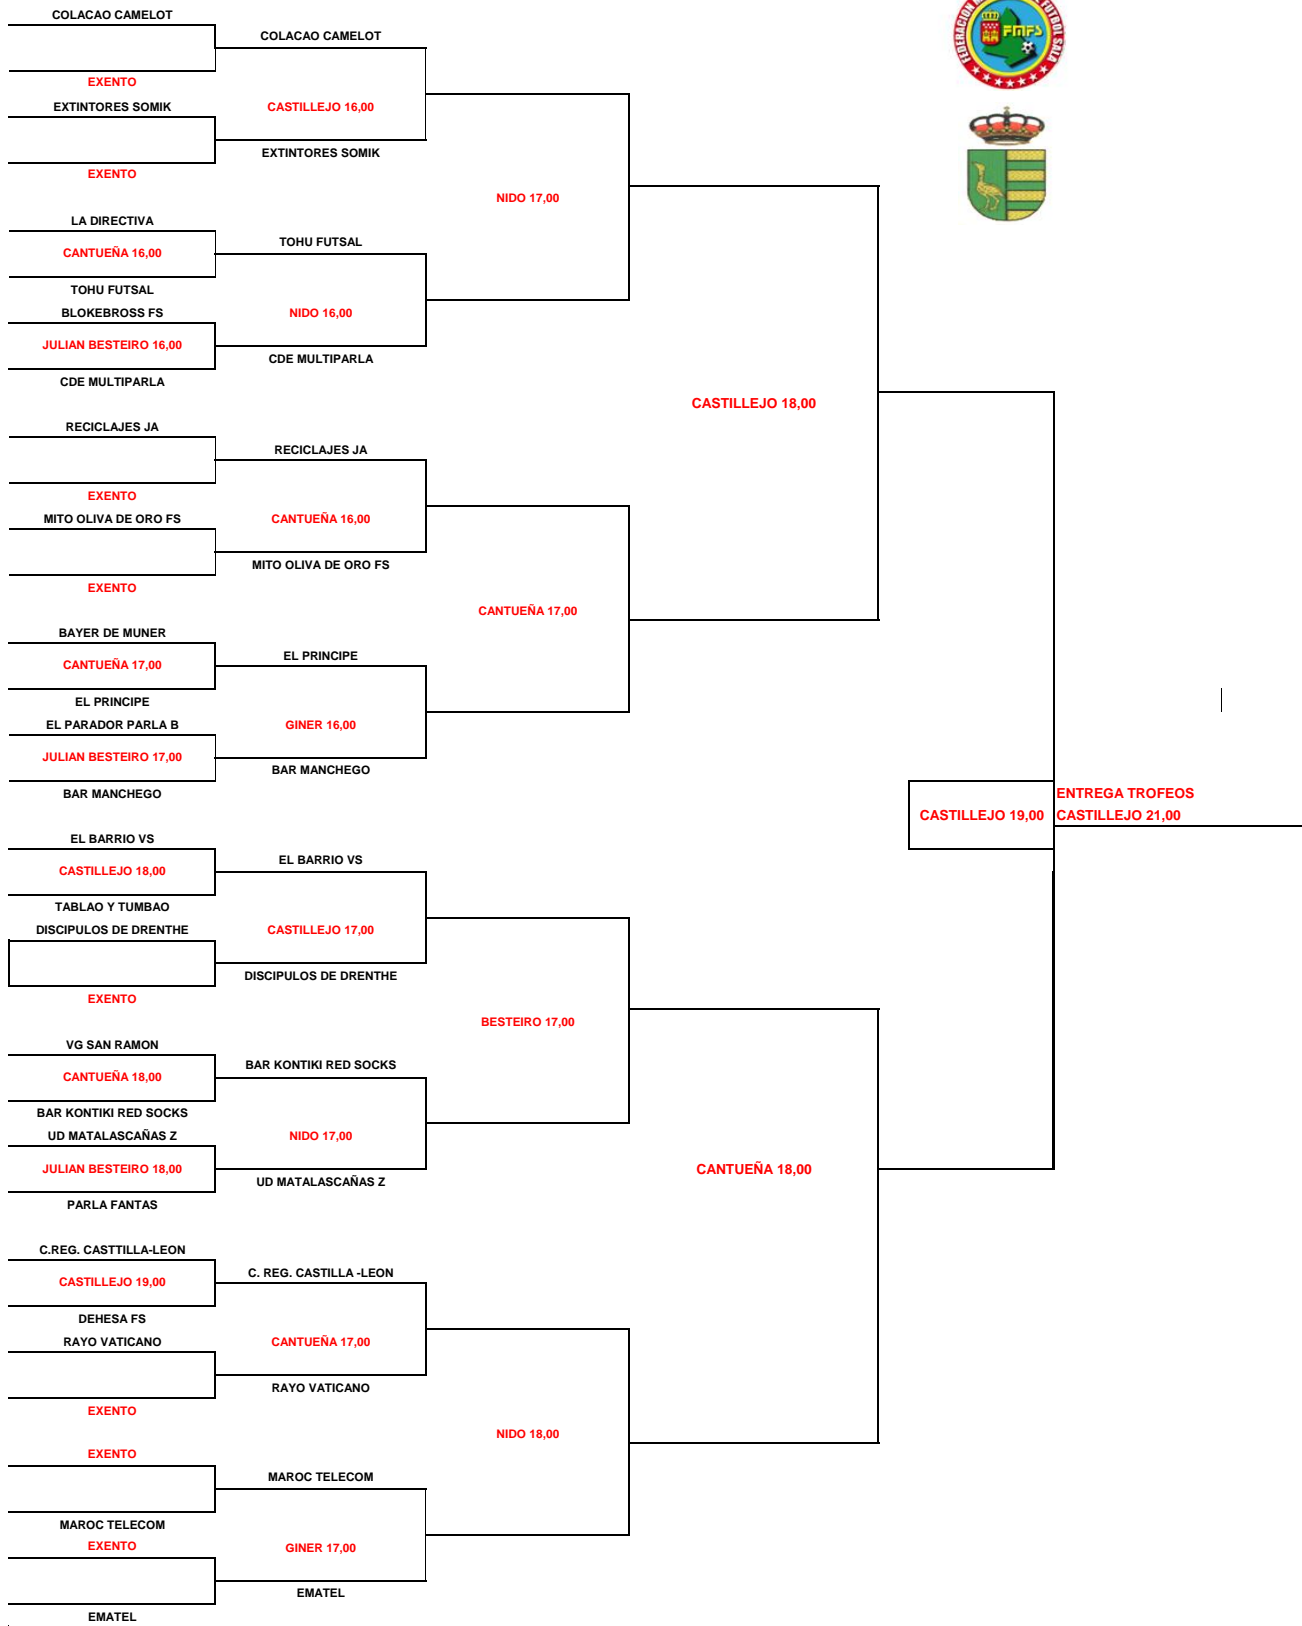 COLACAO CAMELOT
COLACAO CAMELOT
EXENTO
EXTINTORES SOMIK
CASTILLEJO 16,00
EXTINTORES SOMIK
EXENTO
FEDERACION
FUTBOL SALA
FMFS
NIDO 17,00
LA DIRECTIVA
CANTUEÑA 16,00
TOHU FUTSAL
TOHU FUTSAL
BLOKEBROSS FS
NIDO 16,00
JULIAN BESTEIRO 16,00
CDE MULTIPARLA
CDE MULTIPARLA
CASTILLEJO 18,00
RECICLAJES JA
RECICLAJES JA
EXENTO
MITO OLIVA DE ORO FS
CANTUEÑA 16,00
MITO OLIVA DE ORO FS
EXENTO
CANTUEÑA 17,00
BAYER DE MUNER
CANTUEÑA 17,00
EL PRINCIPE
EL PRINCIPE
EL PARADOR PARLA B
GINER 16,00
JULIAN BESTEIRO 17,00
BAR MANCHEGO
BAR MANCHEGO
ENTREGA TROFEOS
CASTILLEJO 19,00
CASTILLEJO 21,00
EL BARRIO VS
EL BARRIO VS
CASTILLEJO 18,00
TABLAO Y TUMBAO
DISCIPULOS DE DRENTHE
CASTILLEJO 17,00
DISCIPULOS DE DRENTHE
EXENTO
BESTEIRO 17,00
VG SAN RAMON
BAR KONTIKI RED SOCKS
CANTUEÑA 18,00
BAR KONTIKI RED SOCKS
UD MATALASCAÑAS Z
NIDO 17,00
JULIAN BESTEIRO 18,00
UD MATALASCAÑAS Z
PARLA FANTAS
CANTUEÑA 18,00
C.REG. CASTTILLA-LEON
C. REG. CASTILLA -LEON
CASTILLEJO 19,00
DEHESA FS
RAYO VATICANO
CANTUEÑA 17,00
RAYO VATICANO
EXENTO
NIDO 18,00
EXENTO
MAROC TELECOM
MAROC TELECOM
EXENTO
GINER 17,00
EMATEL
EMATEL